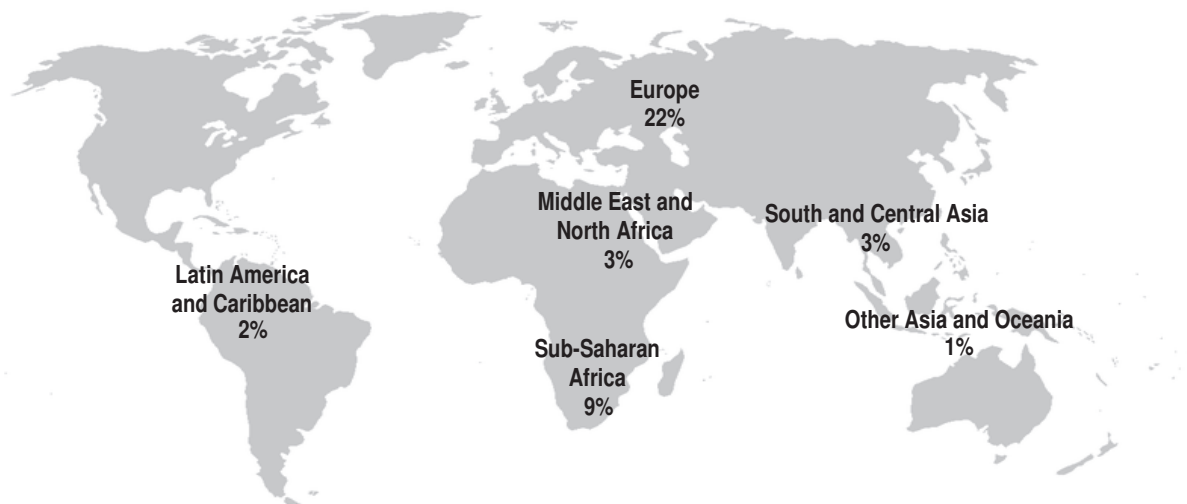 Europe
22%
Middle East and
North Africa
3%
South and Central Asia
3%
Latin America
and Caribbean
2%
Other Asia and Oceania
1%
Sub-Saharan
Africa
9%